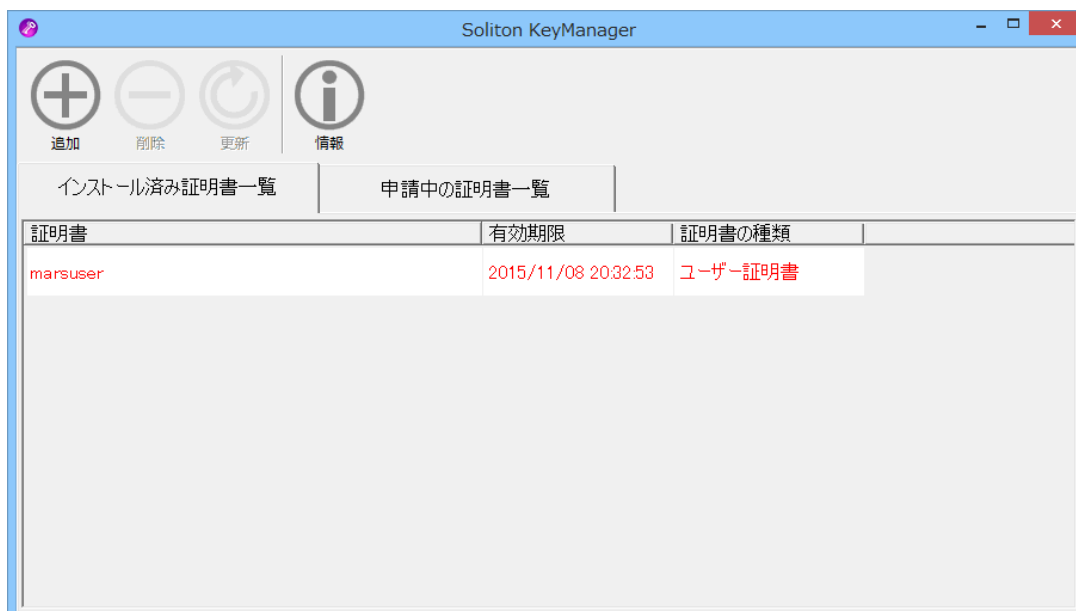 Soliton KeyManager
追加 削除 更新 情報
インストール済み証明書一覧 申請中の証明書一覧
証明書 有効期限 証明書の種類
marsuser 2015/11/08 20:32:53 ユーザー証明書